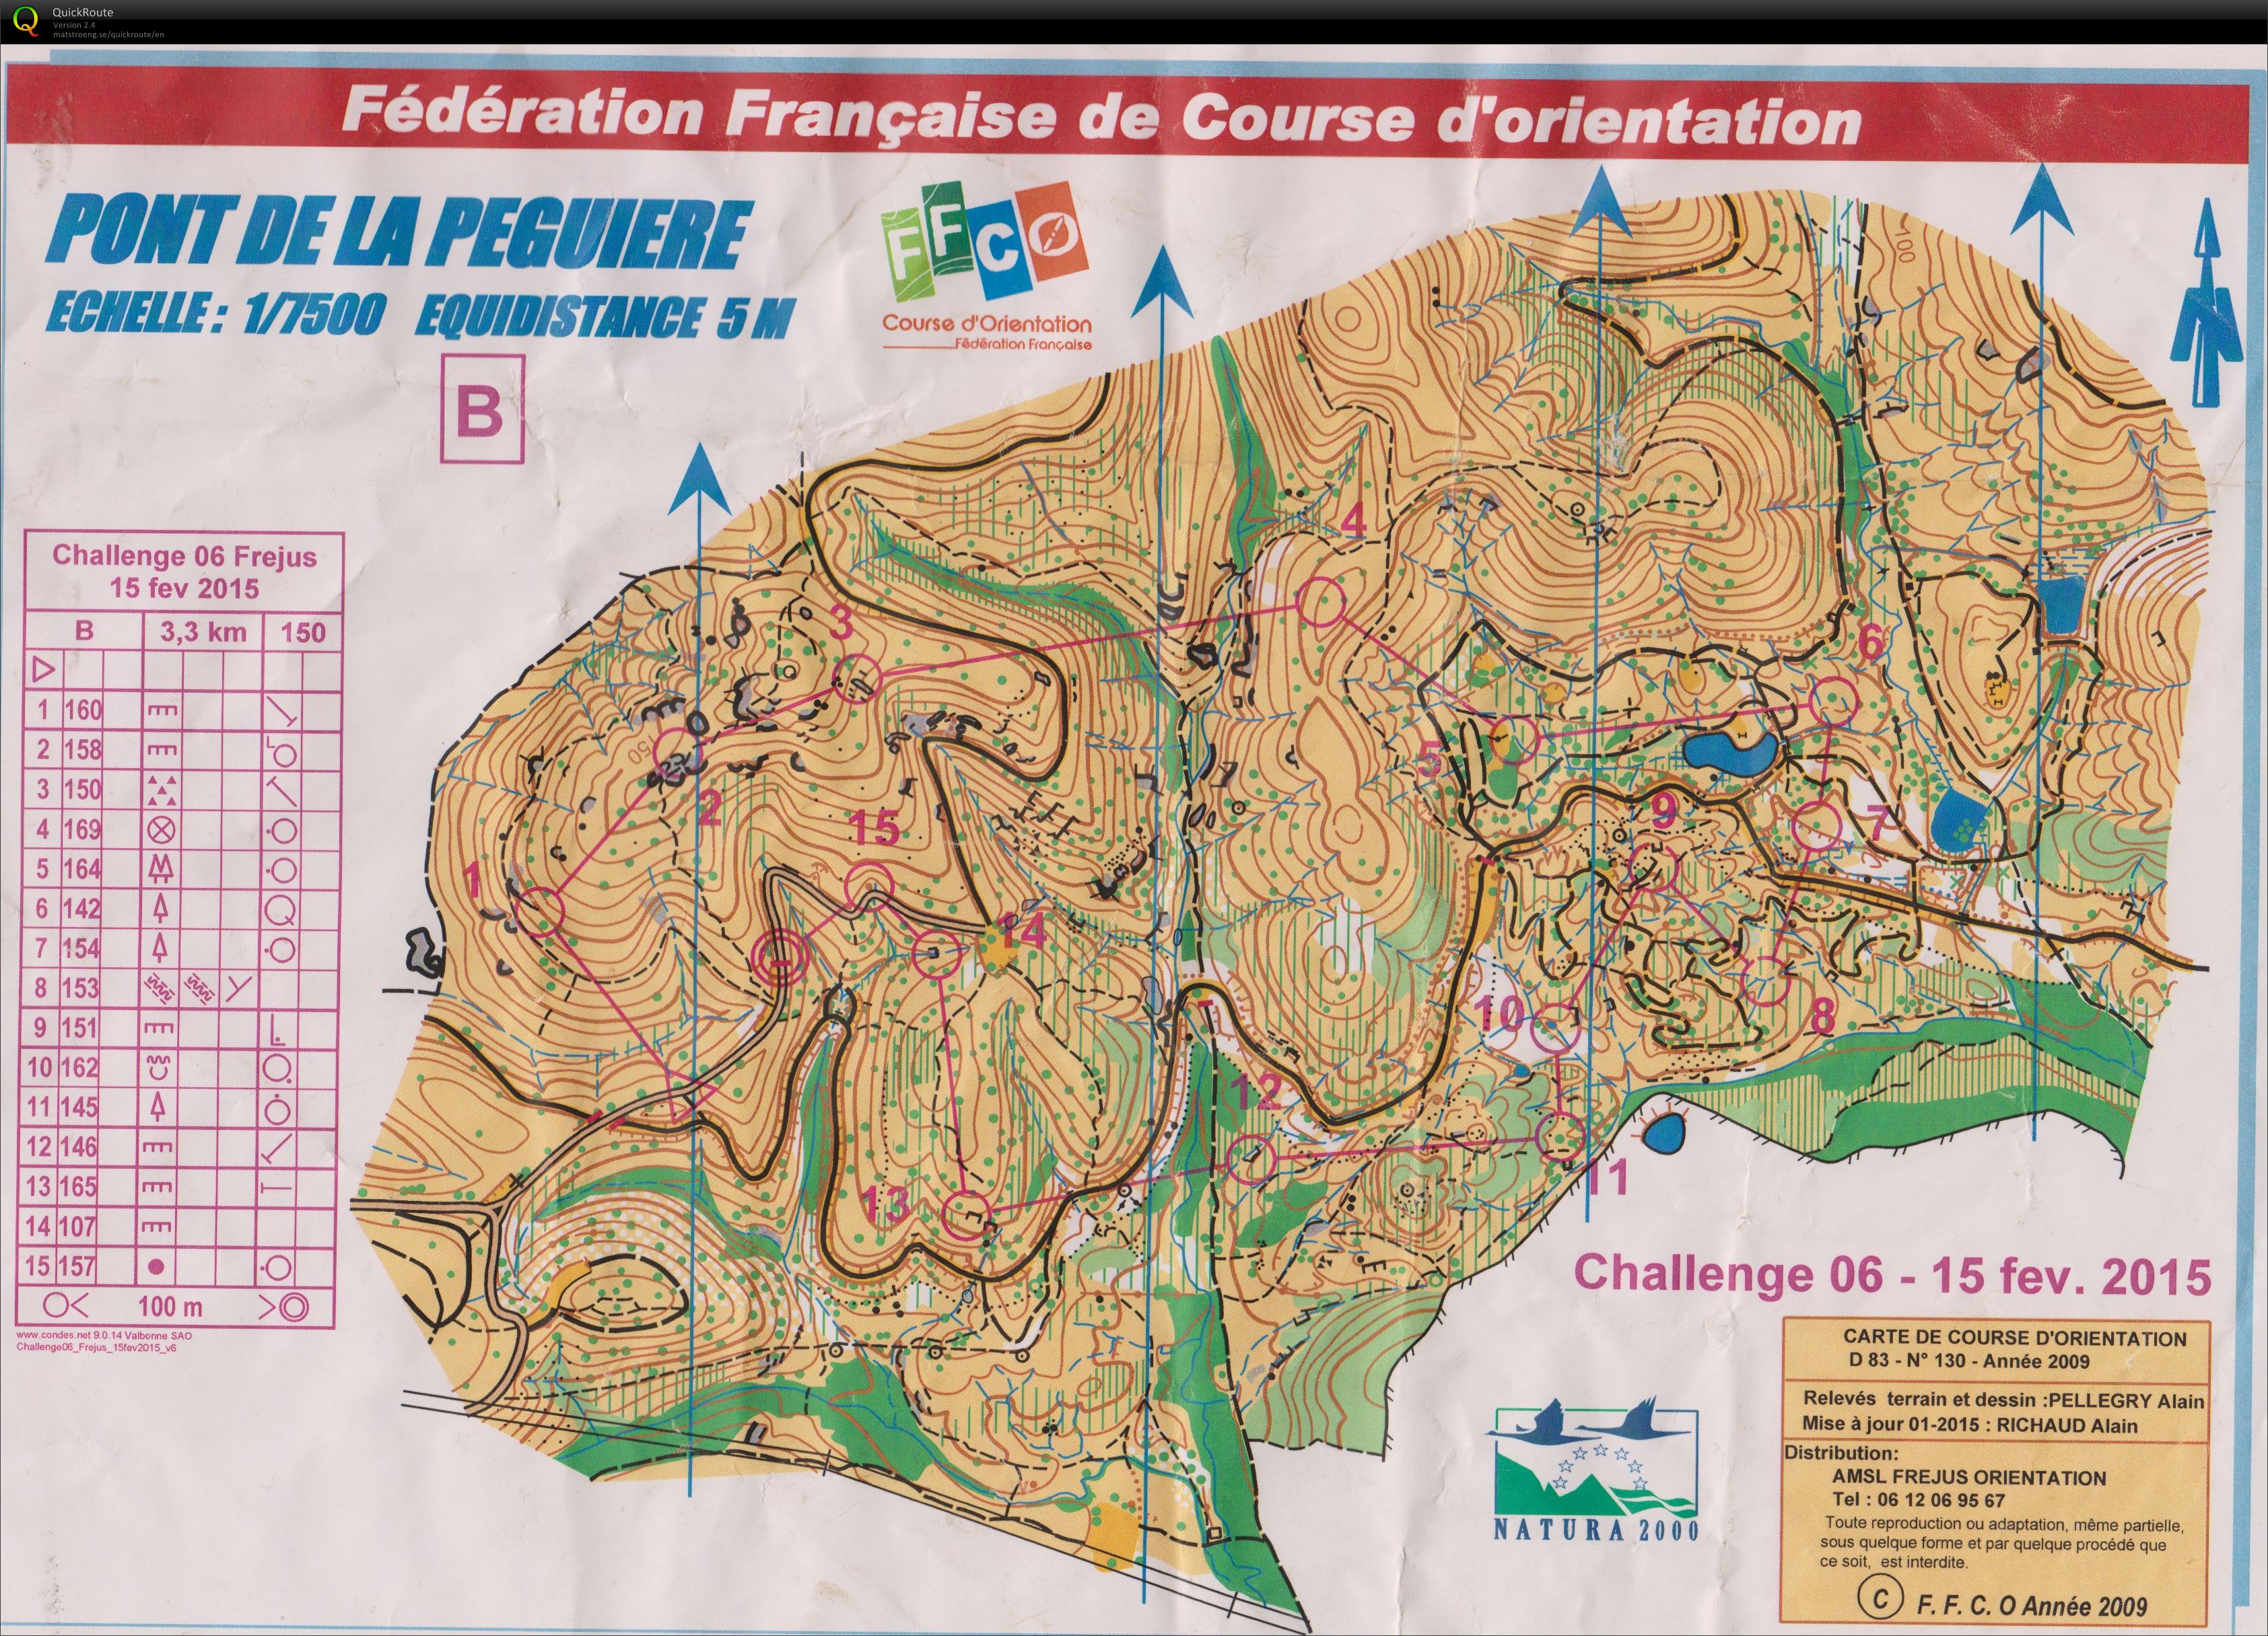 QuickRoute
Version 2.4
matstroeng.se/quickroute/en
Fédération Française de Course d'orientation
PONT DE LA PEGUIERE
ECHELLE : 1/7500 EQUIDISTANCE 5 M
FFCO
Course d'Orientation
Fédération Française
B
Challenge 06 Frejus
15 fev 2015
B 3,3 km 150
1 160
2 158
3 150
4 169
5 164
6 142
7 154
8 153
9 151
10 162
11 145
12 146
13 165
14 107
15 157
100 m
www.condes.net 9.0.14 Valbonne SAO
Challenge06_Frejus_15fev2015_v6
100
4
3
6
150
5
2
9
7
15
1
14
10
8
12
11
13
Challenge 06 - 15 fev. 2015
CARTE DE COURSE D'ORIENTATION
D 83 - N° 130 - Année 2009
Relevés terrain et dessin :PELLEGRY Alain
Mise à jour 01-2015 : RICHAUD Alain
Distribution:
AMSL FREJUS ORIENTATION
Tel : 06 12 06 95 67
Toute reproduction ou adaptation, même partielle,
sous quelque forme et par quelque procédé que
ce soit, est interdite.
C F. F. C. O Année 2009
NATURA 2000